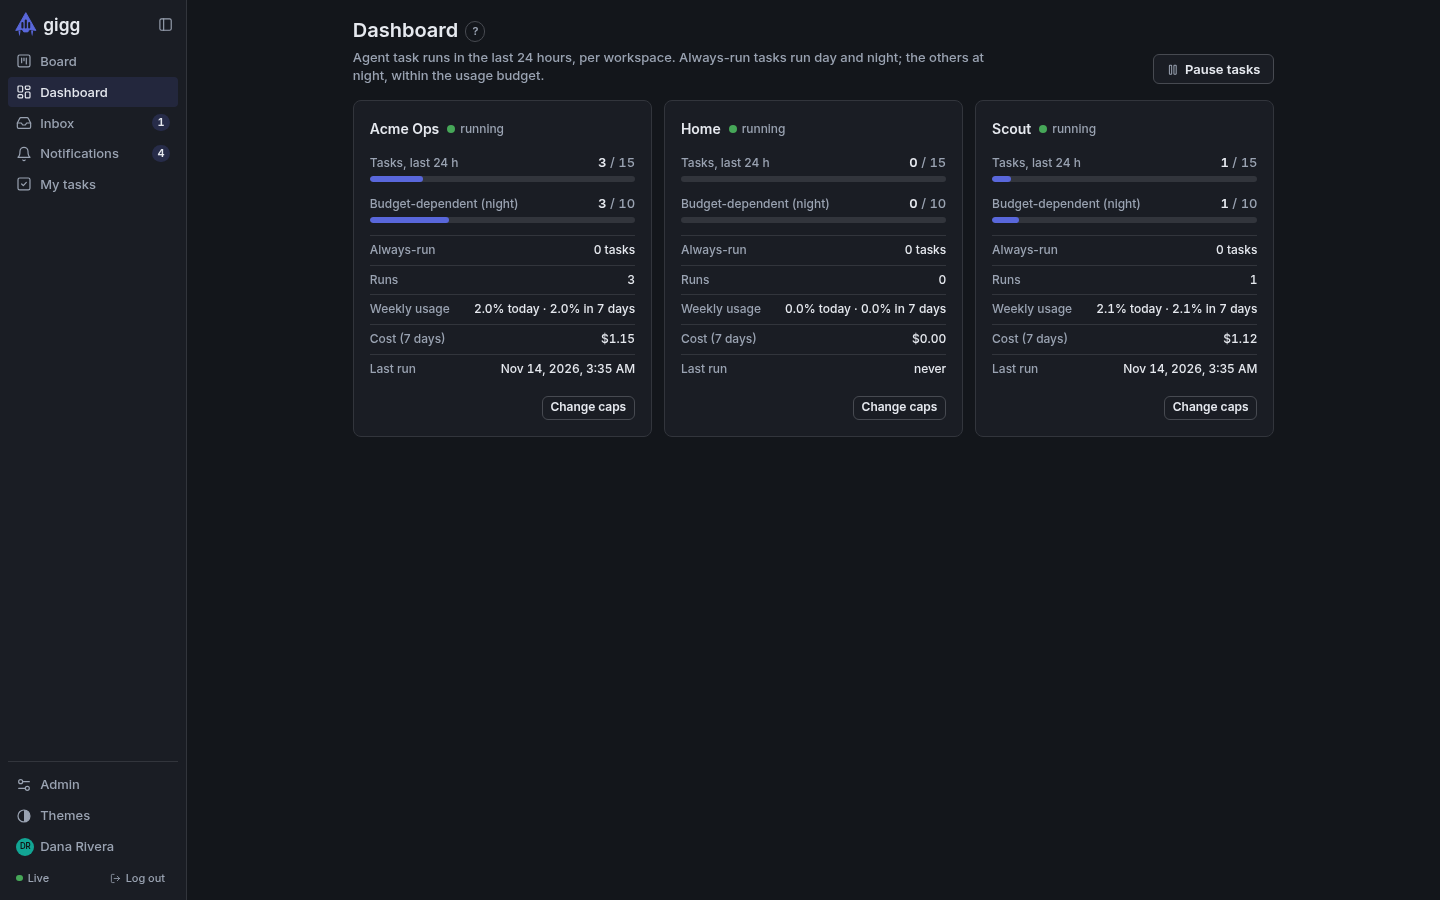 gigg
Board
Dashboard
Inbox 1
Notifications 4
My tasks
Admin
Themes
DR Dana Rivera
Live Log out
Dashboard ?
Agent task runs in the last 24 hours, per workspace. Always-run tasks run day and night; the others at
night, within the usage budget.
Pause tasks
Acme Ops running
Tasks, last 24 h 3 / 15
Budget-dependent (night) 3 / 10
Always-run 0 tasks
Runs 3
Weekly usage 2.0% today · 2.0% in 7 days
Cost (7 days) $1.15
Last run Nov 14, 2026, 3:35 AM
Change caps
Home running
Tasks, last 24 h 0 / 15
Budget-dependent (night) 0 / 10
Always-run 0 tasks
Runs 0
Weekly usage 0.0% today · 0.0% in 7 days
Cost (7 days) $0.00
Last run never
Change caps
Scout running
Tasks, last 24 h 1 / 15
Budget-dependent (night) 1 / 10
Always-run 0 tasks
Runs 1
Weekly usage 2.1% today · 2.1% in 7 days
Cost (7 days) $1.12
Last run Nov 14, 2026, 3:35 AM
Change caps